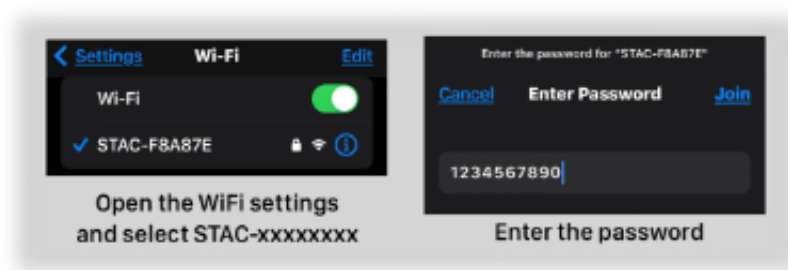 Settings Wi-Fi Edit
Wi-Fi
STAC-F8A87E
Open the WiFi settings
and select STAC-xxxxxxxx
Enter the password for "STAC-F8A87E"
Cancel Enter Password Join
1234567890
Enter the password